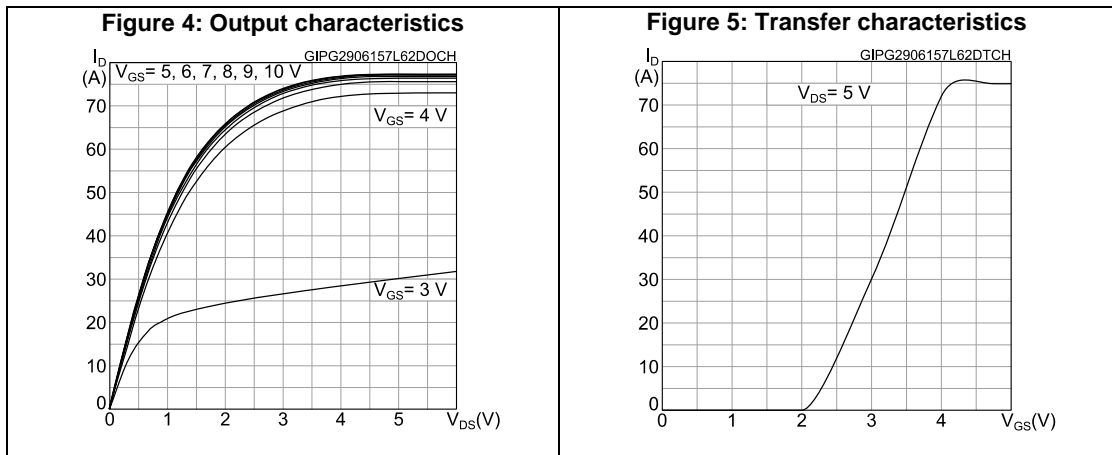 Figure 4: Output characteristics
GIPG2906157L62DOCH
I_D
(A)
V_GS= 5, 6, 7, 8, 9, 10 V
V_GS= 4 V
V_GS= 3 V
70
60
50
40
30
20
10
0
0 1 2 3 4 5 V_DS(V)
Figure 5: Transfer characteristics
GIPG2906157L62DTCH
I_D
(A)
V_DS= 5 V
70
60
50
40
30
20
10
0
0 1 2 3 4 V_GS(V)